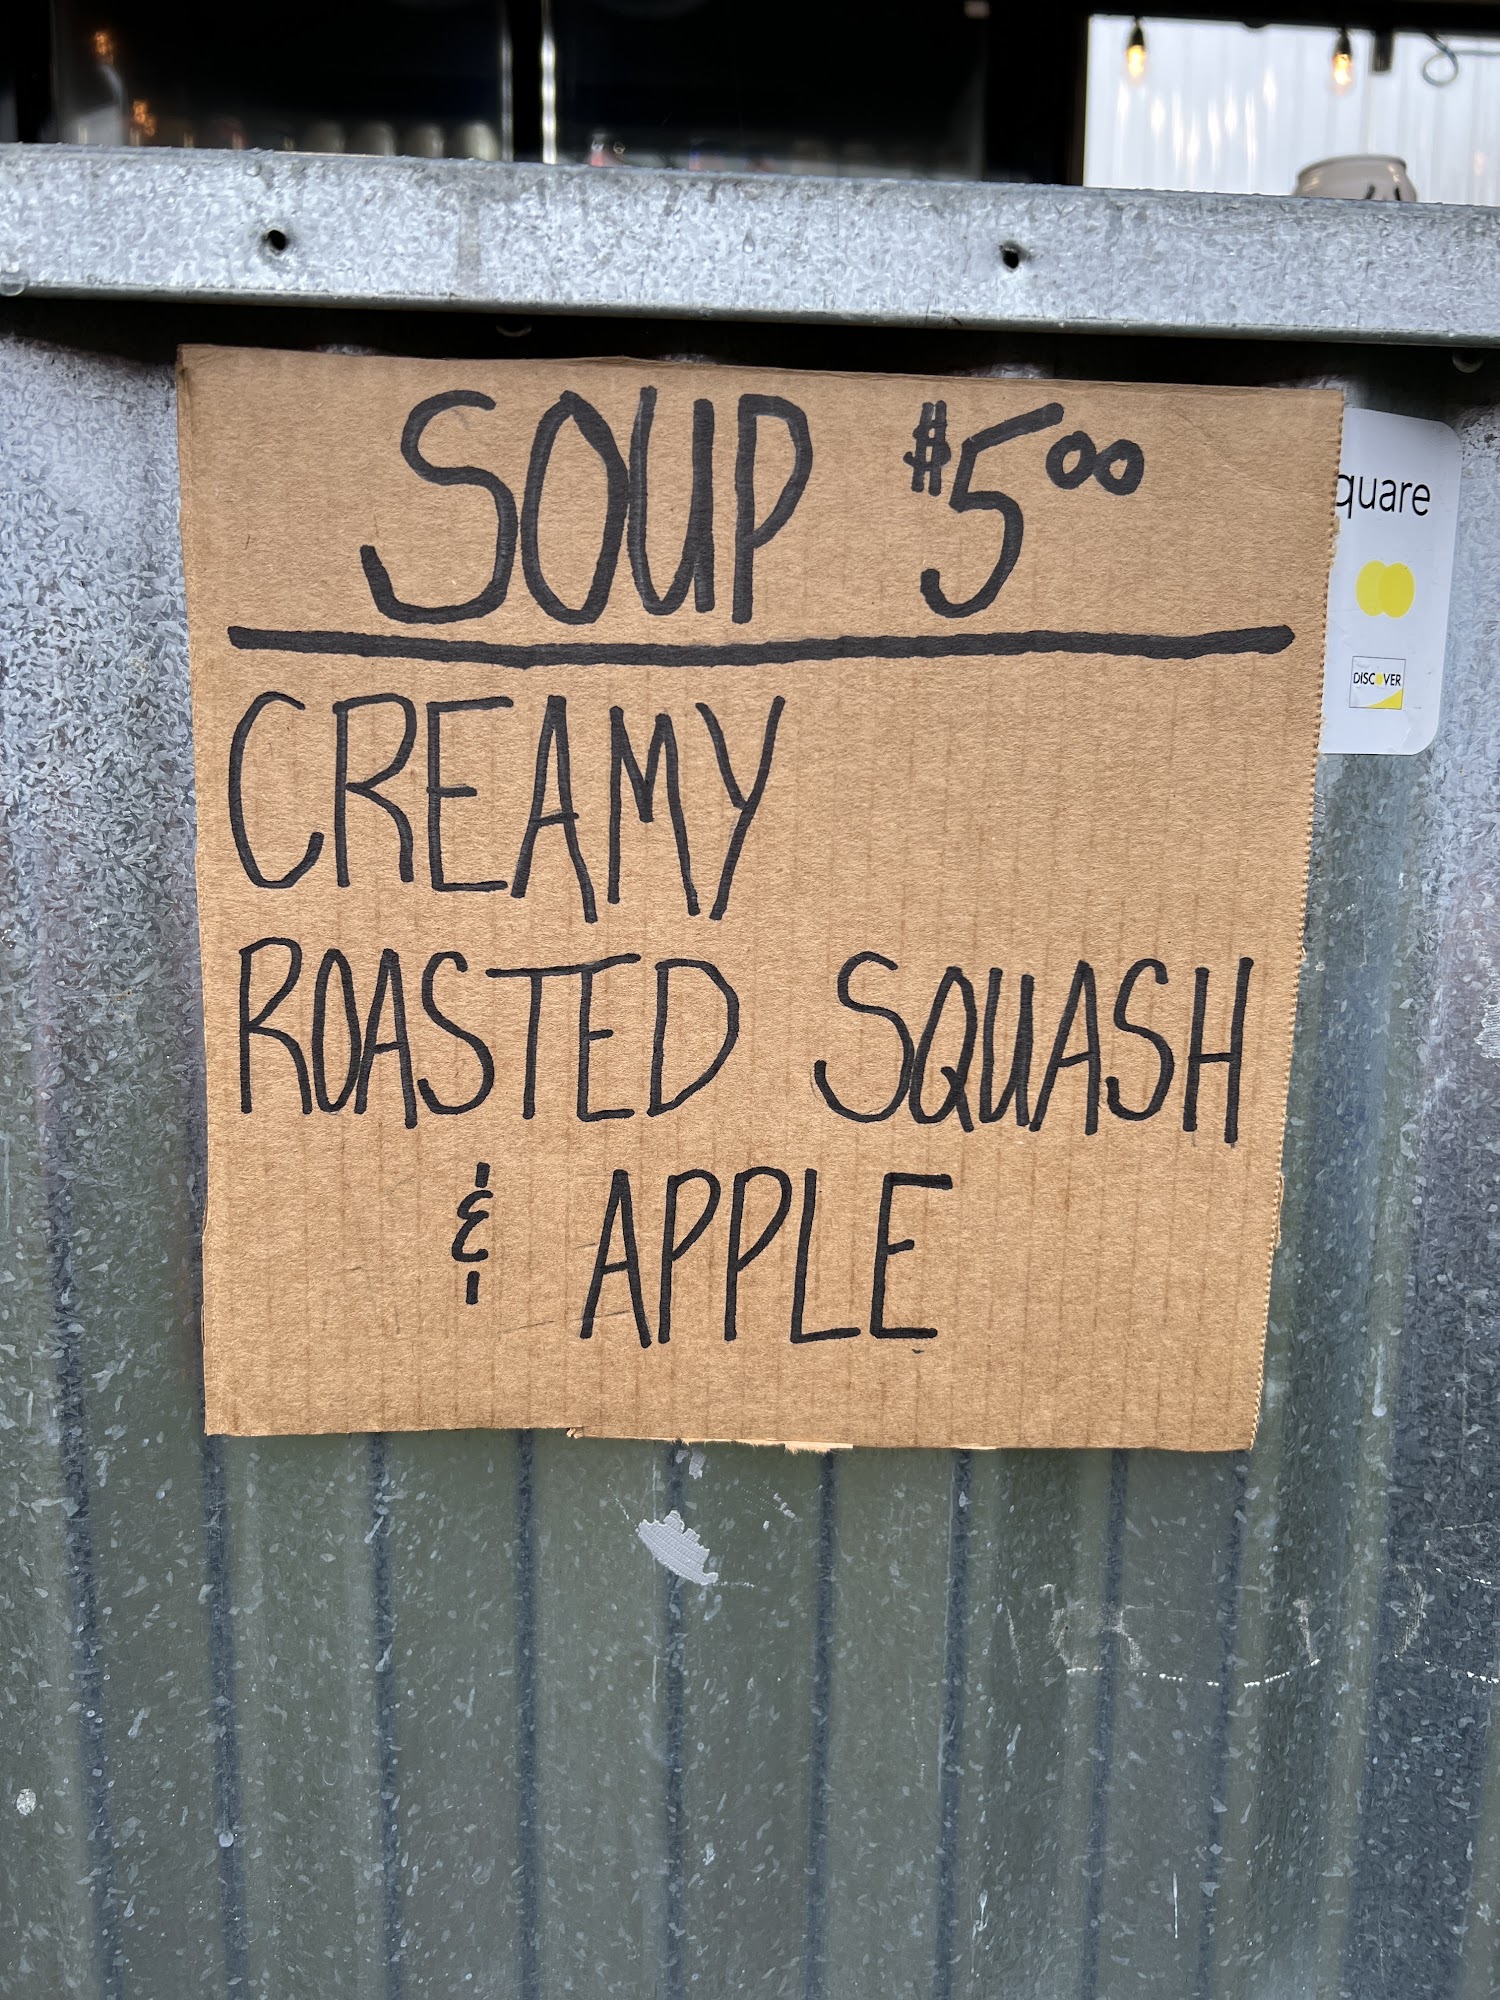 SOUP $5.00
CREAMY
ROASTED SQUASH
& APPLE
quare
DISCOVER